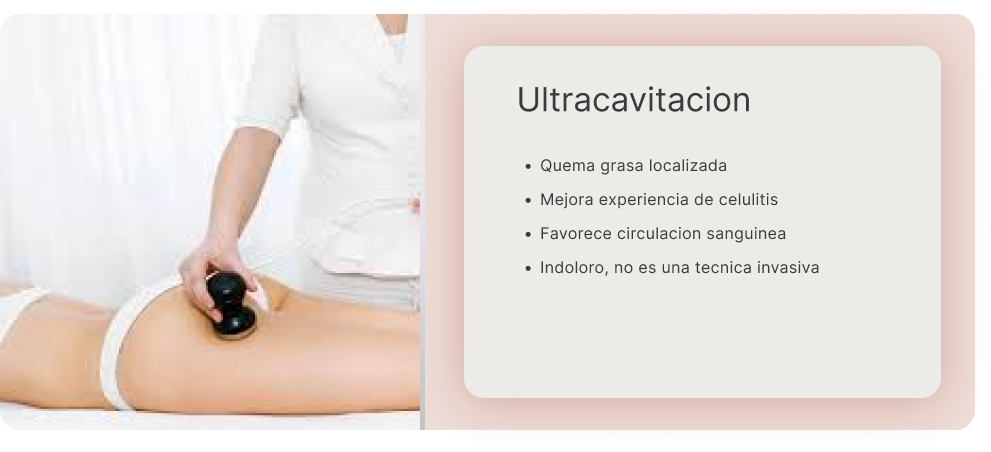 Ultracavitacion
• Quema grasa localizada
• Mejora experiencia de celulitis
• Favorece circulacion sanguinea
• Indoloro, no es una tecnica invasiva